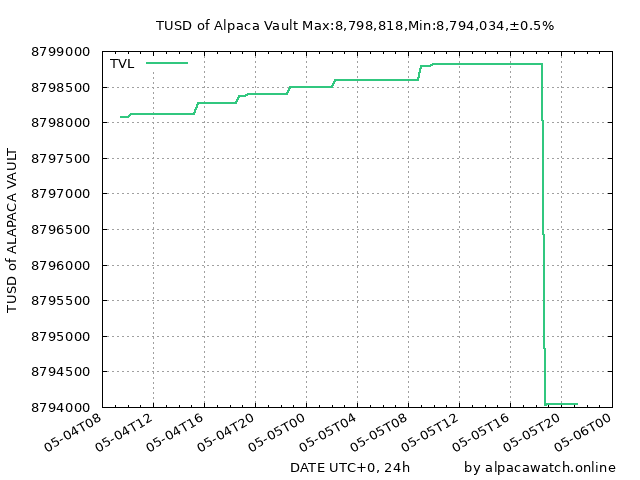 TUSD of Alpaca Vault Max:8,798,818,Min:8,794,034,±0.5%
TVL
8799000
8798500
8798000
8797500
8797000
8796500
8796000
8795500
8795000
8794500
8794000
TUSD of ALAPACA VAULT
05-04T08
05-04T12
05-04T16
05-04T20
05-05T00
05-05T04
05-05T08
05-05T12
05-05T16
05-05T20
05-06T00
DATE UTC+0, 24h
by alpacawatch.online